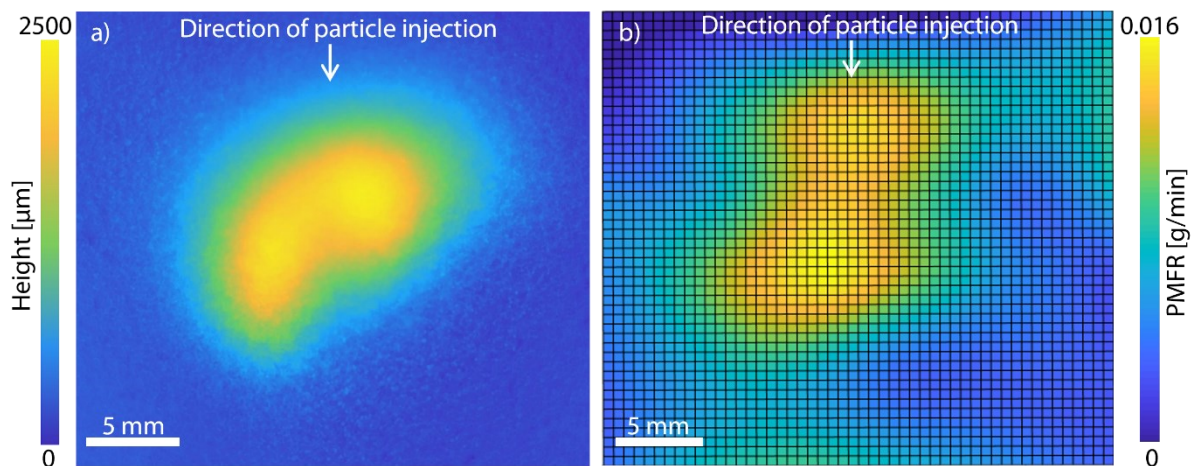 2500
a)
Direction of particle injection
Height [µm]
5 mm
0
b)
Direction of particle injection
0.016
PMFR [g/min]
5 mm
0